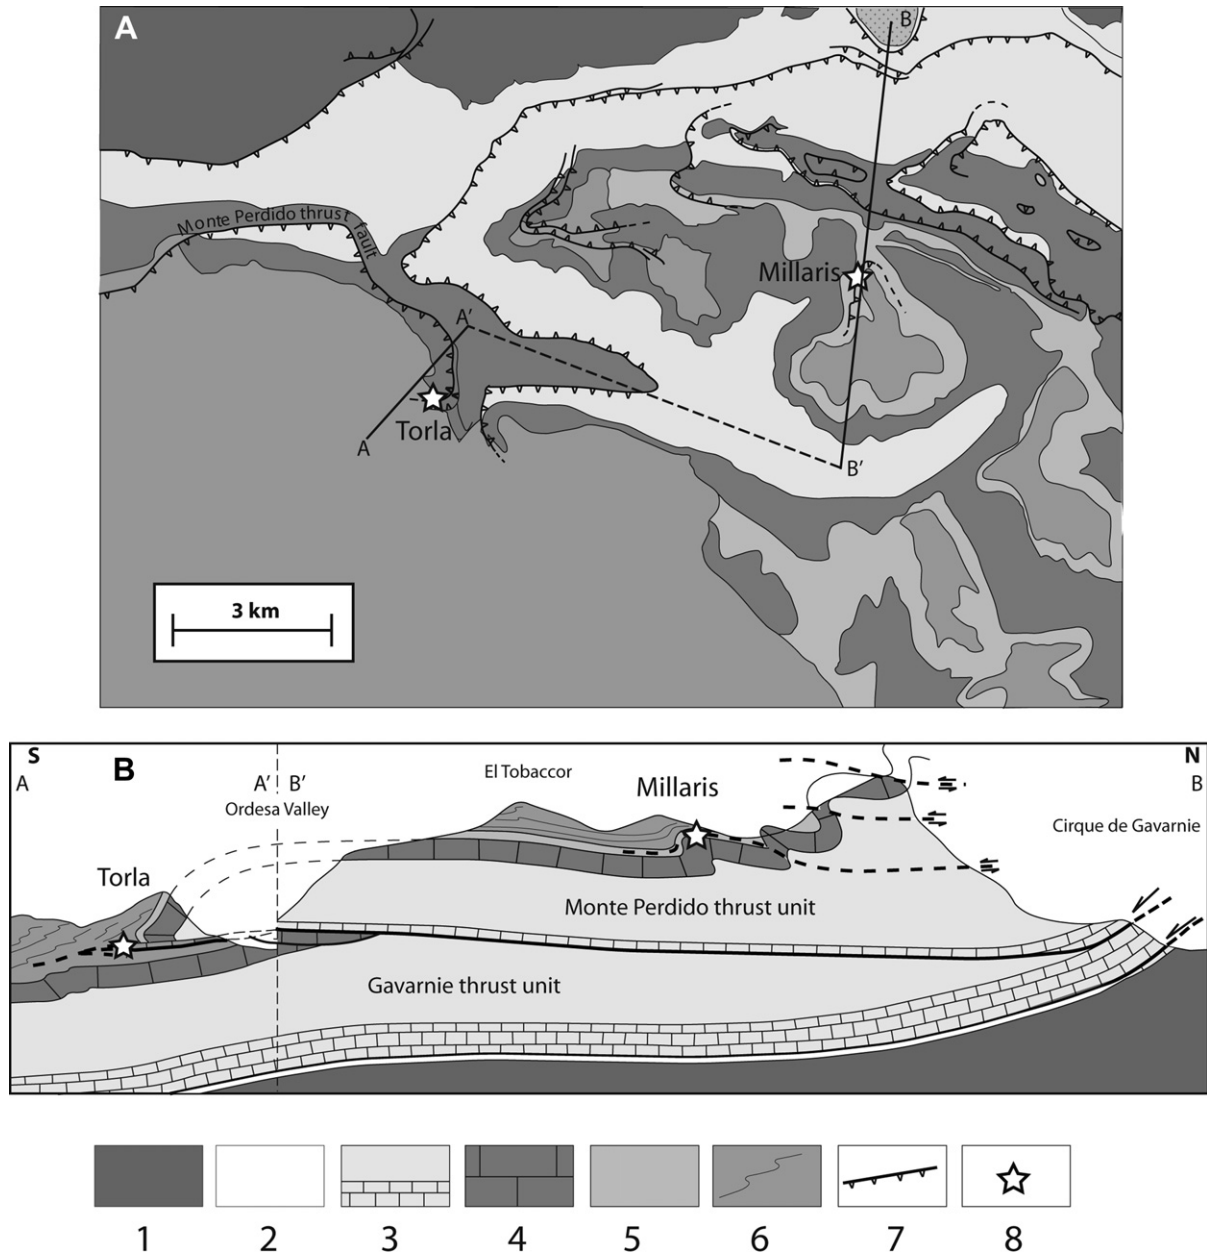 A
B
Monte Perdido thrust fault
Millaris
A'
Torla
A
B'
3 km
S
N
A
B
A'
B'
El Tobaccor
Millaris
B
Ordesa Valley
Cirque de Gavarnie
Torla
Monte Perdido thrust unit
Gavarnie thrust unit
1
2
3
4
5
6
7
8